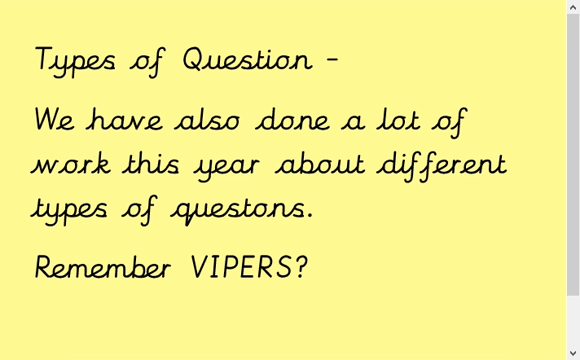 Types of Question -
We have also done a lot of
work this year about different
types of questons.
Remember VIPERS?